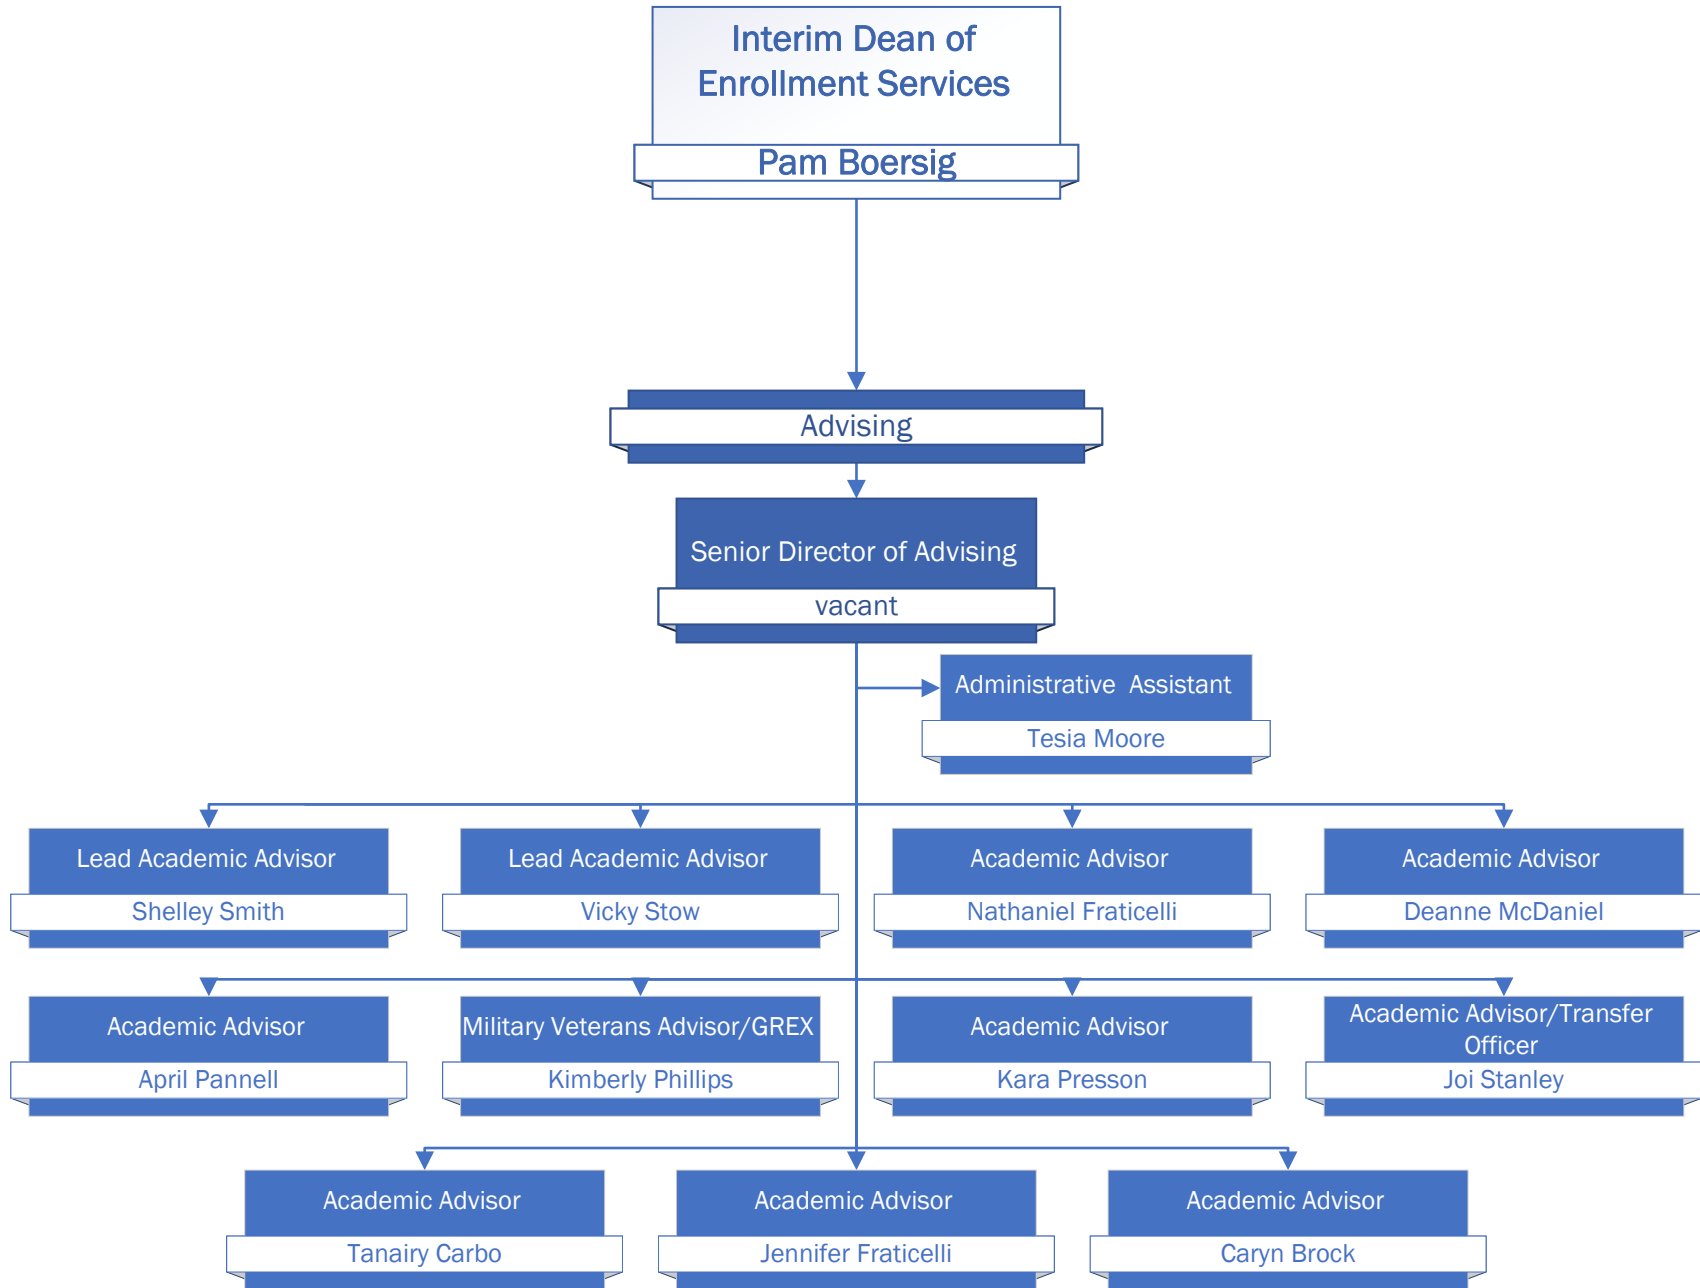 Interim Dean of
Enrollment Services
Pam Boersig
Advising
Senior Director of Advising
vacant
Administrative Assistant
Tesia Moore
Lead Academic Advisor
Shelley Smith
Lead Academic Advisor
Vicky Stow
Academic Advisor
Nathaniel Fraticelli
Academic Advisor
Deanne McDaniel
Academic Advisor
April Pannell
Military Veterans Advisor/GREX
Kimberly Phillips
Academic Advisor
Kara Presson
Academic Advisor/Transfer
Officer
Joi Stanley
Academic Advisor
Tanairy Carbo
Academic Advisor
Jennifer Fraticelli
Academic Advisor
Caryn Brock